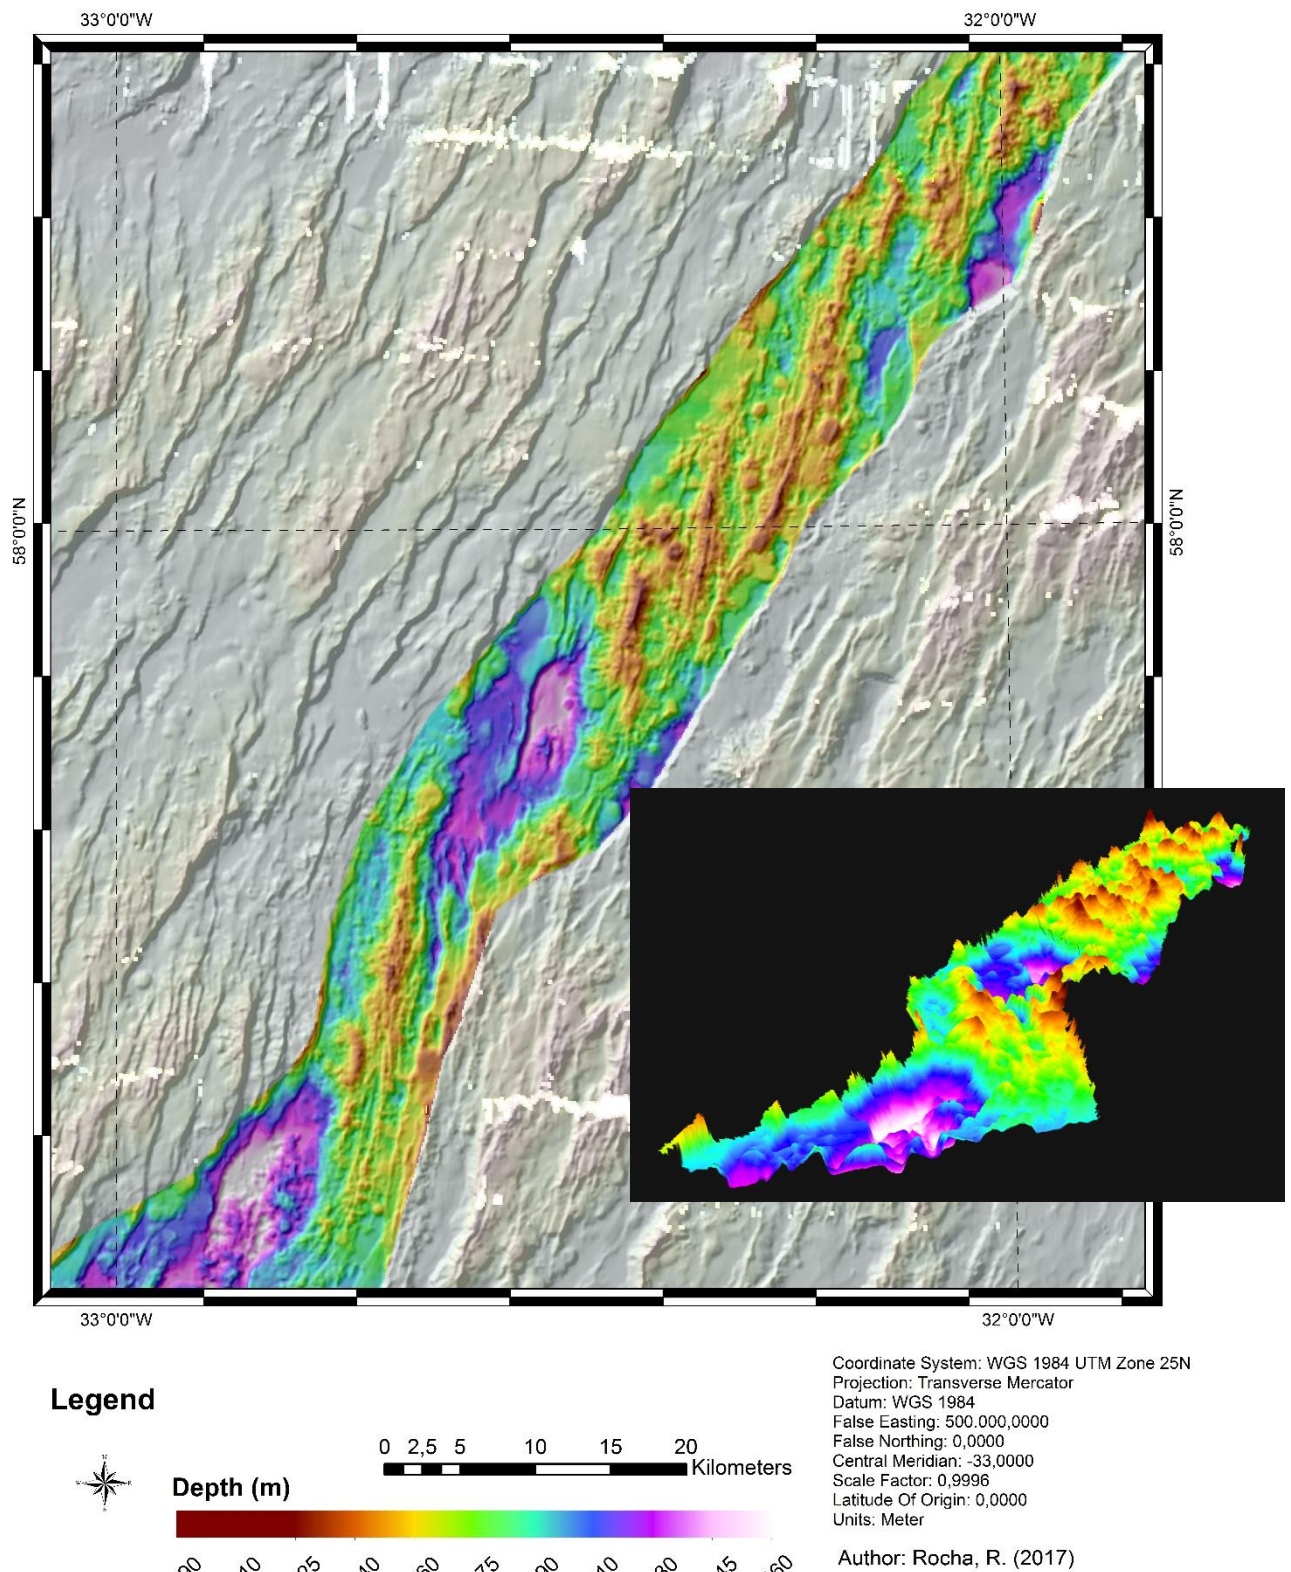 33°0'0"W
32°0'0"W
58°0'0"N
58°0'0"N
33°0'0"W
32°0'0"W
Legend
N
W
E
S
0 2,5 5 10 15 20
Kilometers
Depth (m)
Coordinate System: WGS 1984 UTM Zone 25N
Projection: Transverse Mercator
Datum: WGS 1984
False Easting: 500.000,0000
False Northing: 0,0000
Central Meridian: -33,0000
Scale Factor: 0,9996
Latitude Of Origin: 0,0000
Units: Meter
Author: Rocha, R. (2017)